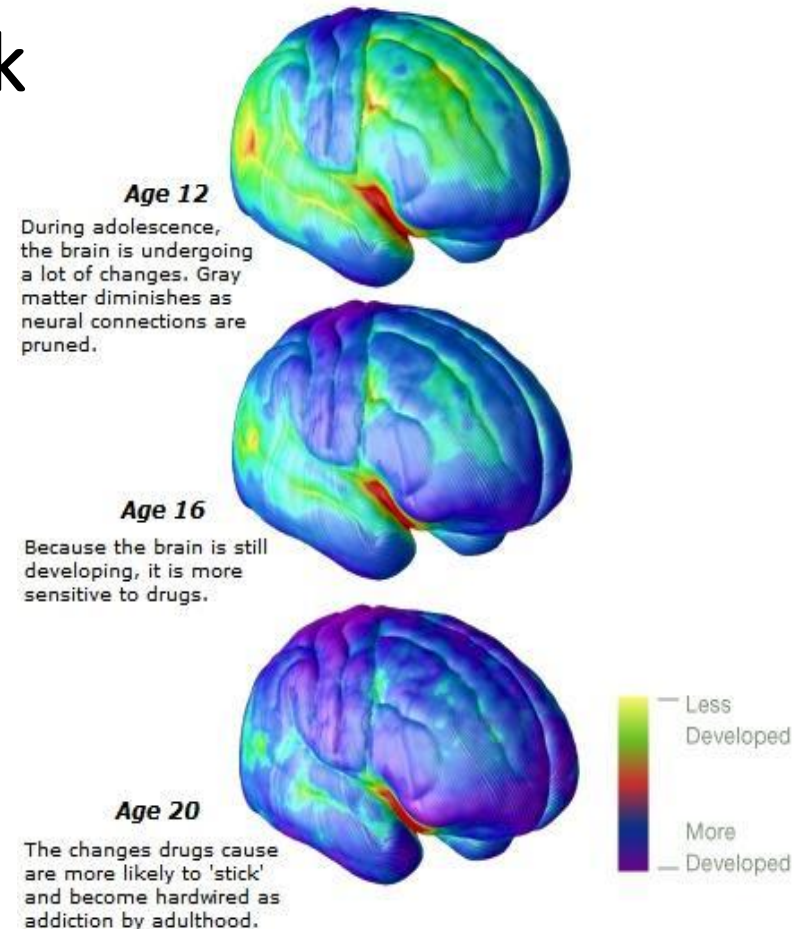 k
Age 12
During adolescence,
the brain is undergoing
a lot of changes. Gray
matter diminishes as
neural connections are
pruned.
Age 16
Because the brain is still
developing, it is more
sensitive to drugs.
Age 20
The changes drugs cause
are more likely to 'stick'
and become hardwired as
addiction by adulthood.
Less
Developed
More
Developed